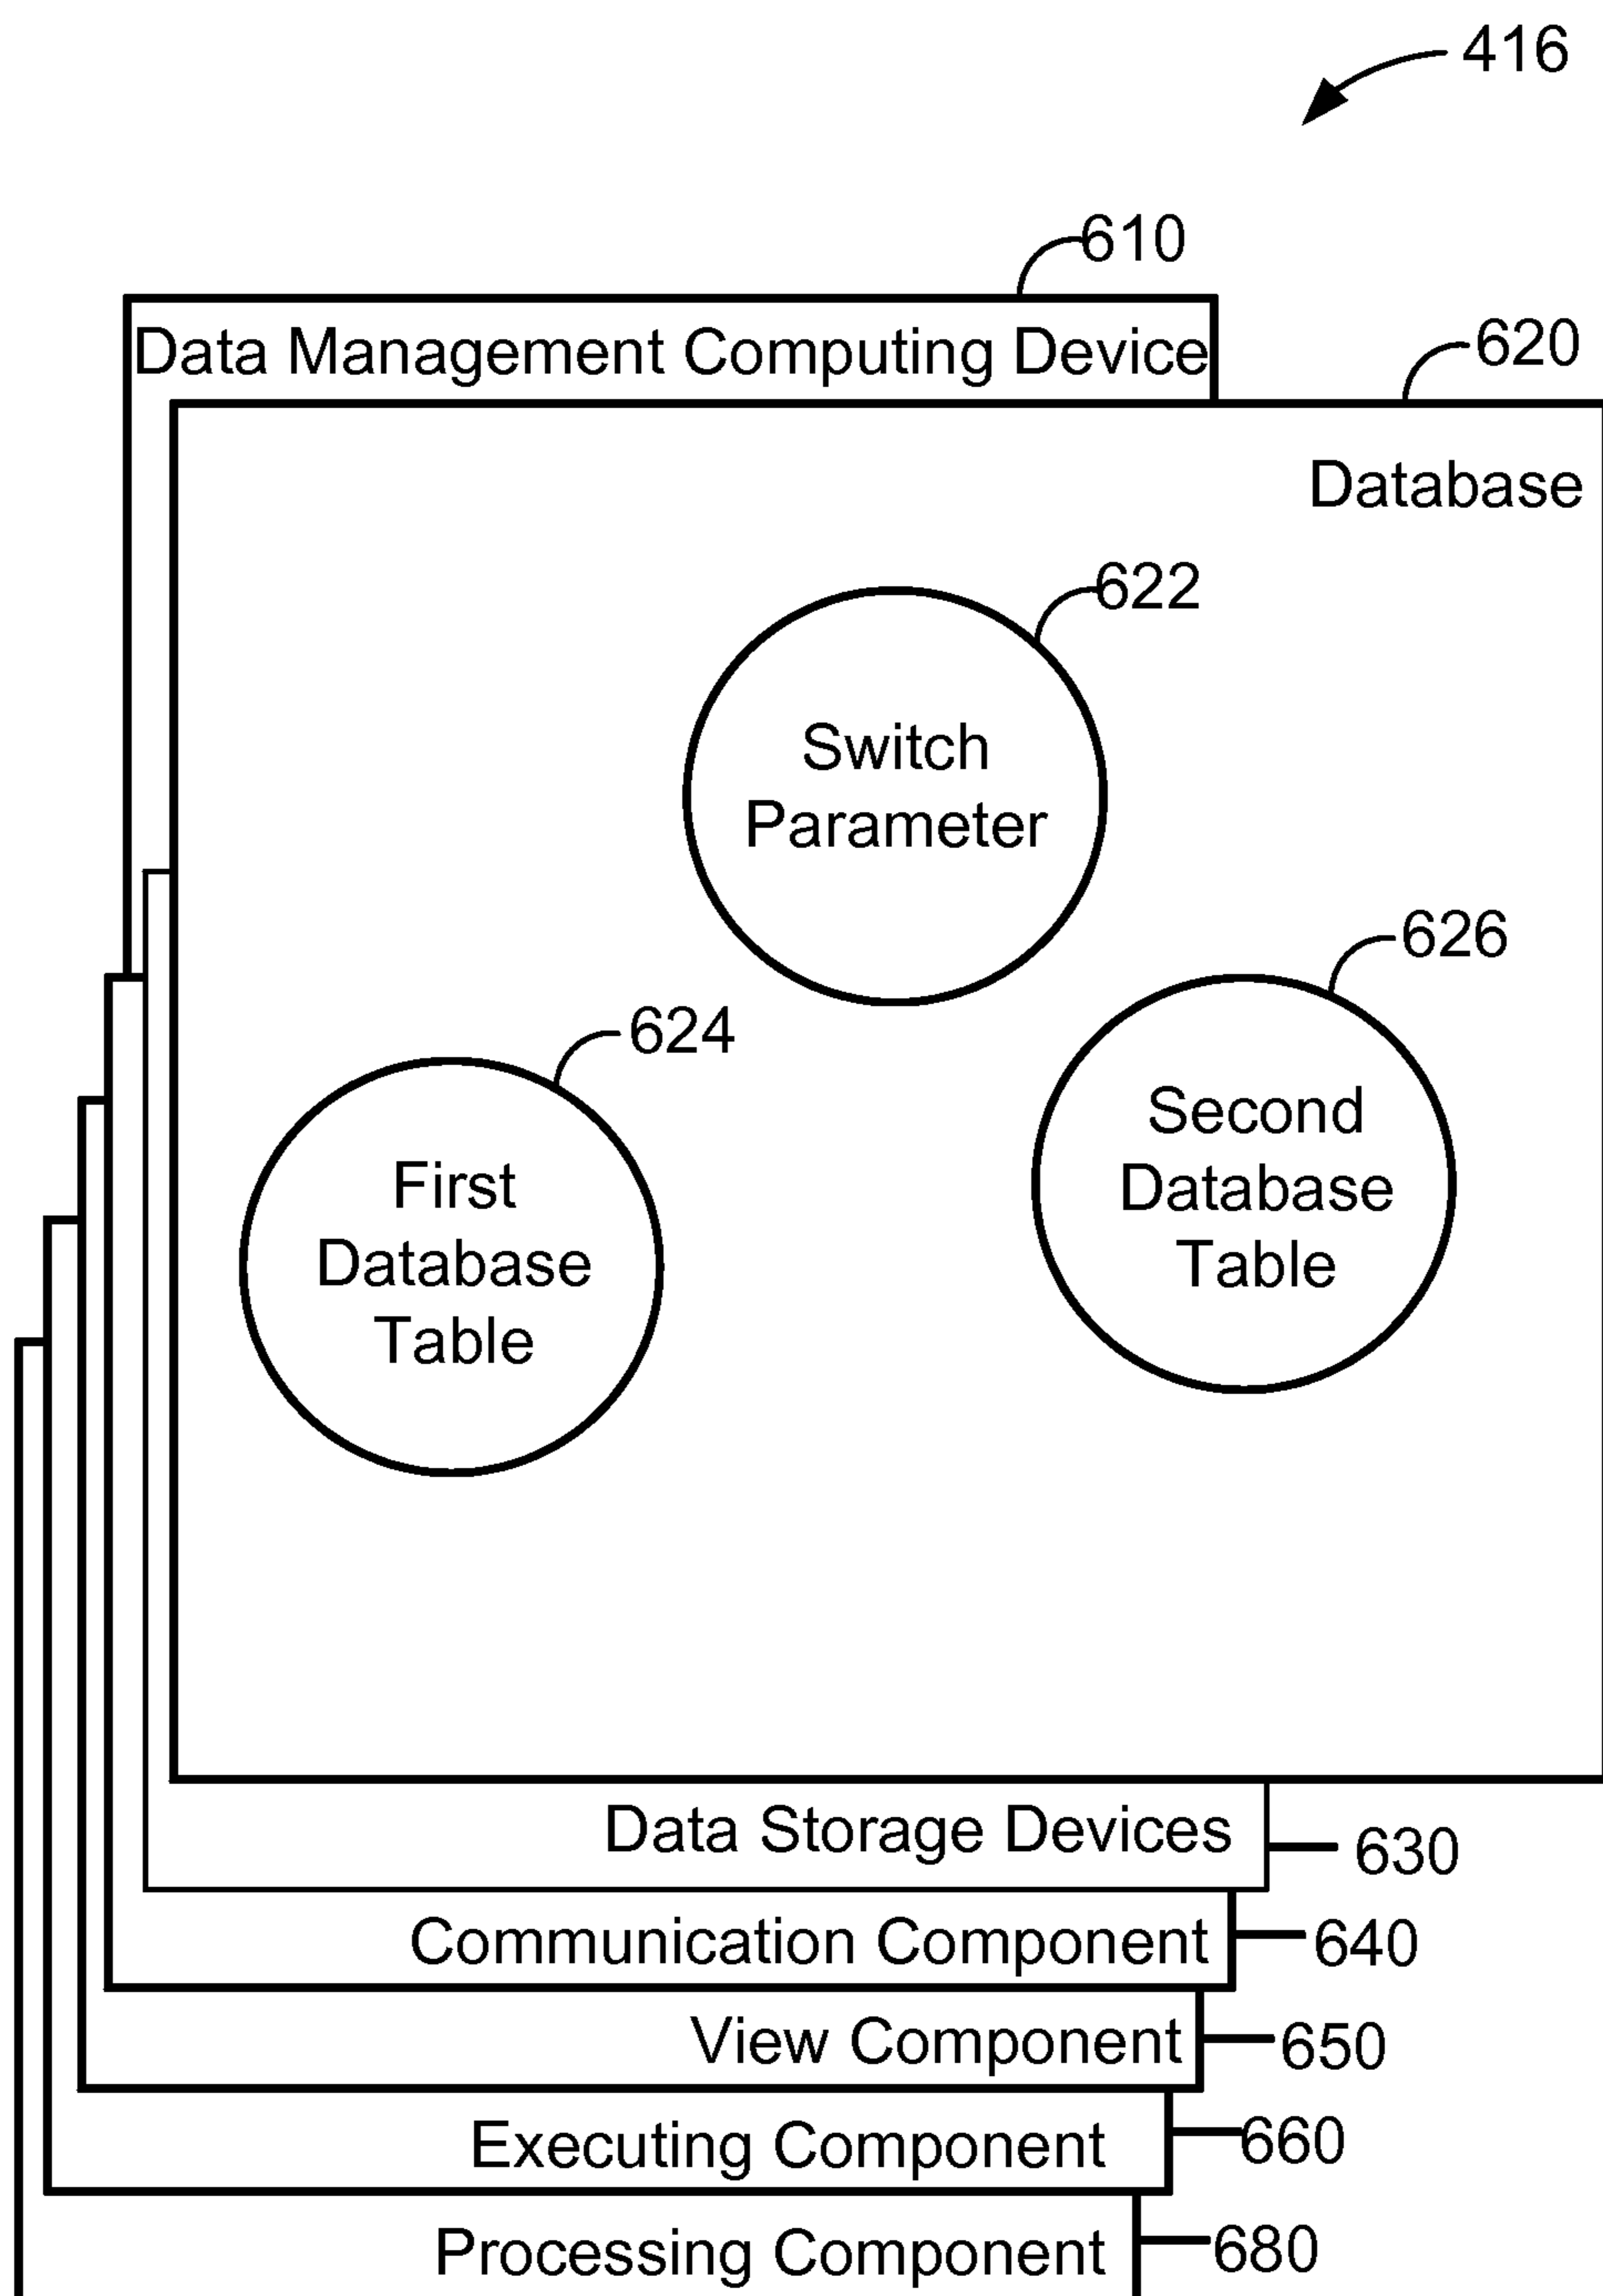 416
610
Data Management Computing Device
620
Database
622
Switch
Parameter
626
624
Second
Database
Table
First
Database
Table
Data Storage Devices
630
Communication Component
640
View Component
650
Executing Component
660
Processing Component
680